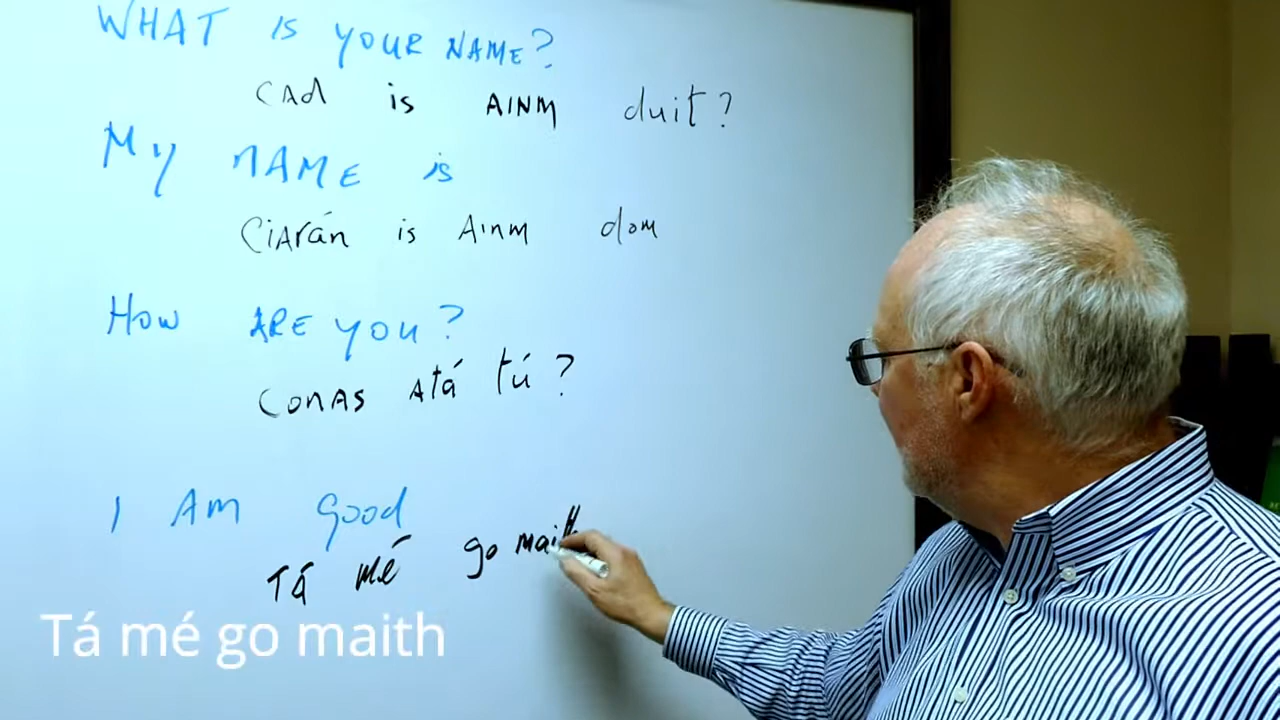 WHAT is YOUR NAME?
CAd is AINM duit?
My NAME is
CiArán is AinM dom
How ARE you?
CONAS Atá tú?
I AM good
TÁ Mé go maith
Tá mé go maith